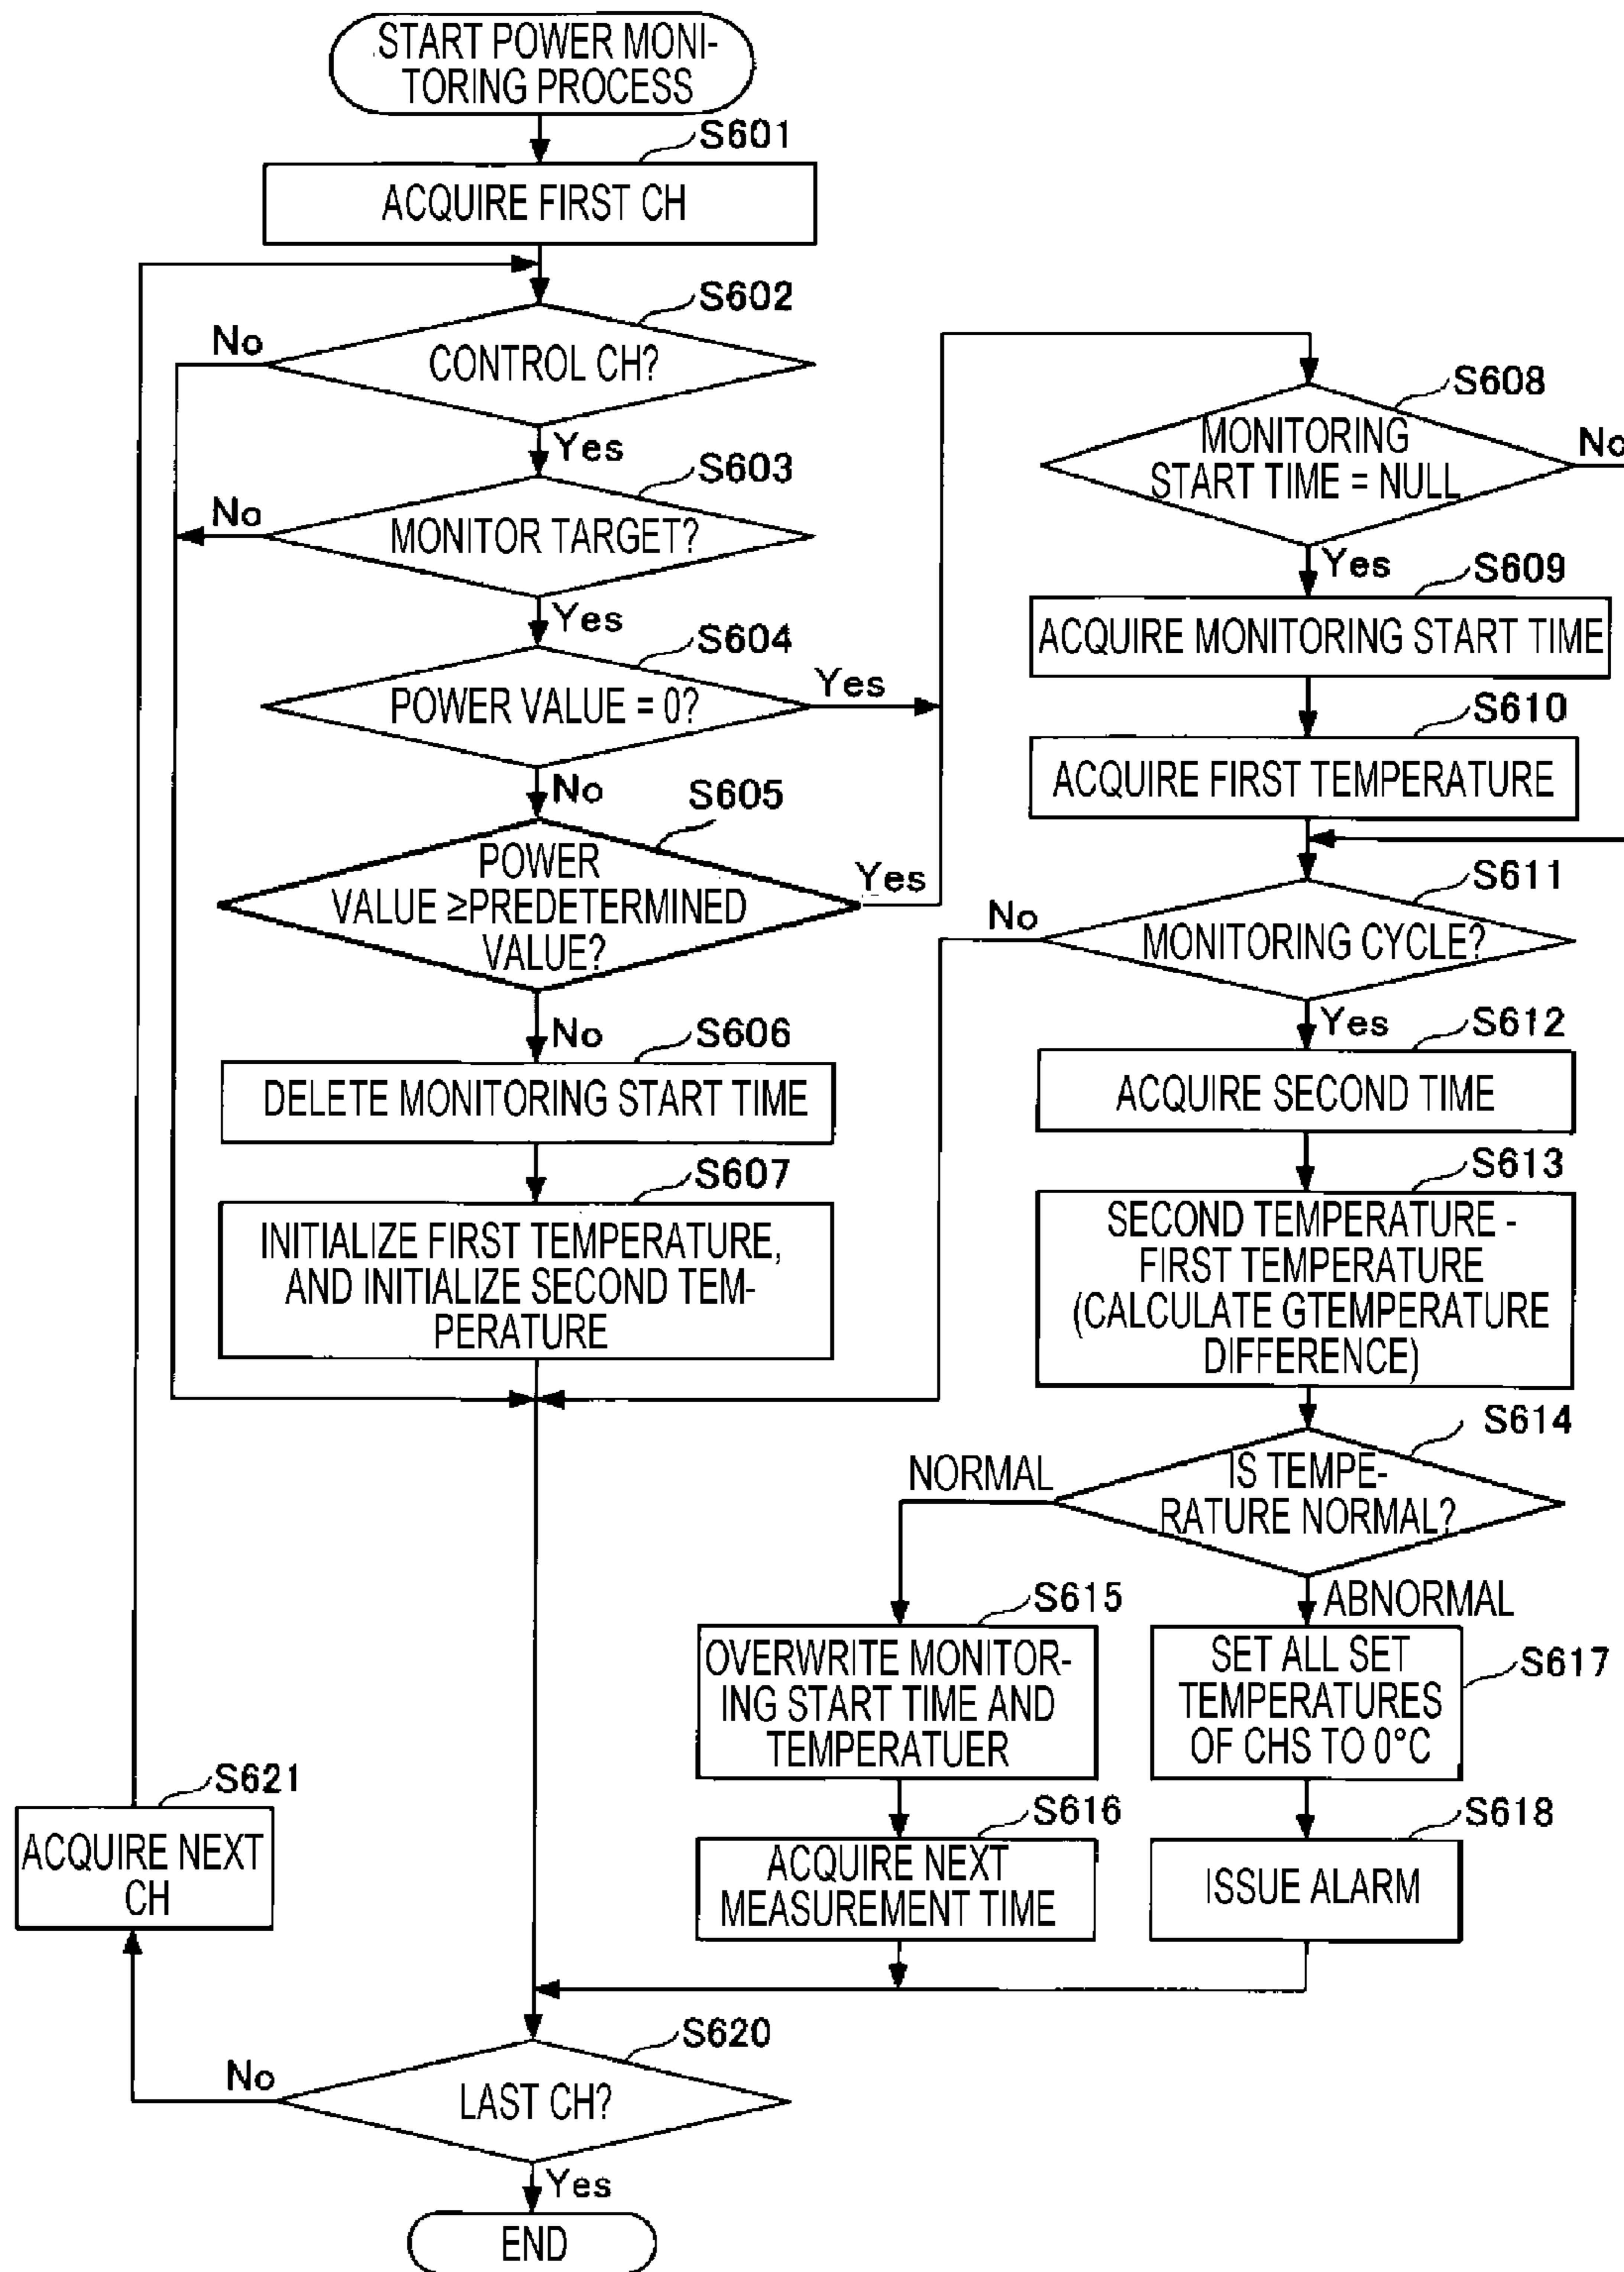 START POWER MONI-
TORING PROCESS
S601
ACQUIRE FIRST CH
S602
CONTROL CH?
No
Yes
S603
MONITOR TARGET?
No
Yes
S604
POWER VALUE = 0?
Yes
No
S605
POWER
VALUE ≥PREDETERMINED
VALUE?
Yes
No
S606
DELETE MONITORING START TIME
S607
INITIALIZE FIRST TEMPERATURE,
AND INITIALIZE SECOND TEM-
PERATURE
S608
MONITORING
START TIME = NULL
No
Yes
S609
ACQUIRE MONITORING START TIME
S610
ACQUIRE FIRST TEMPERATURE
S611
MONITORING CYCLE?
No
Yes
S612
ACQUIRE SECOND TIME
S613
SECOND TEMPERATURE -
FIRST TEMPERATURE
(CALCULATE GTEMPERATURE
DIFFERENCE)
S614
IS TEMPE-
RATURE NORMAL?
NORMAL
ABNORMAL
S615
OVERWRITE MONITOR-
ING START TIME AND
TEMPERATUER
S616
ACQUIRE NEXT
MEASUREMENT TIME
S617
SET ALL SET
TEMPERATURES
OF CHS TO 0°C
S618
ISSUE ALARM
S620
LAST CH?
No
Yes
S621
ACQUIRE NEXT
CH
END